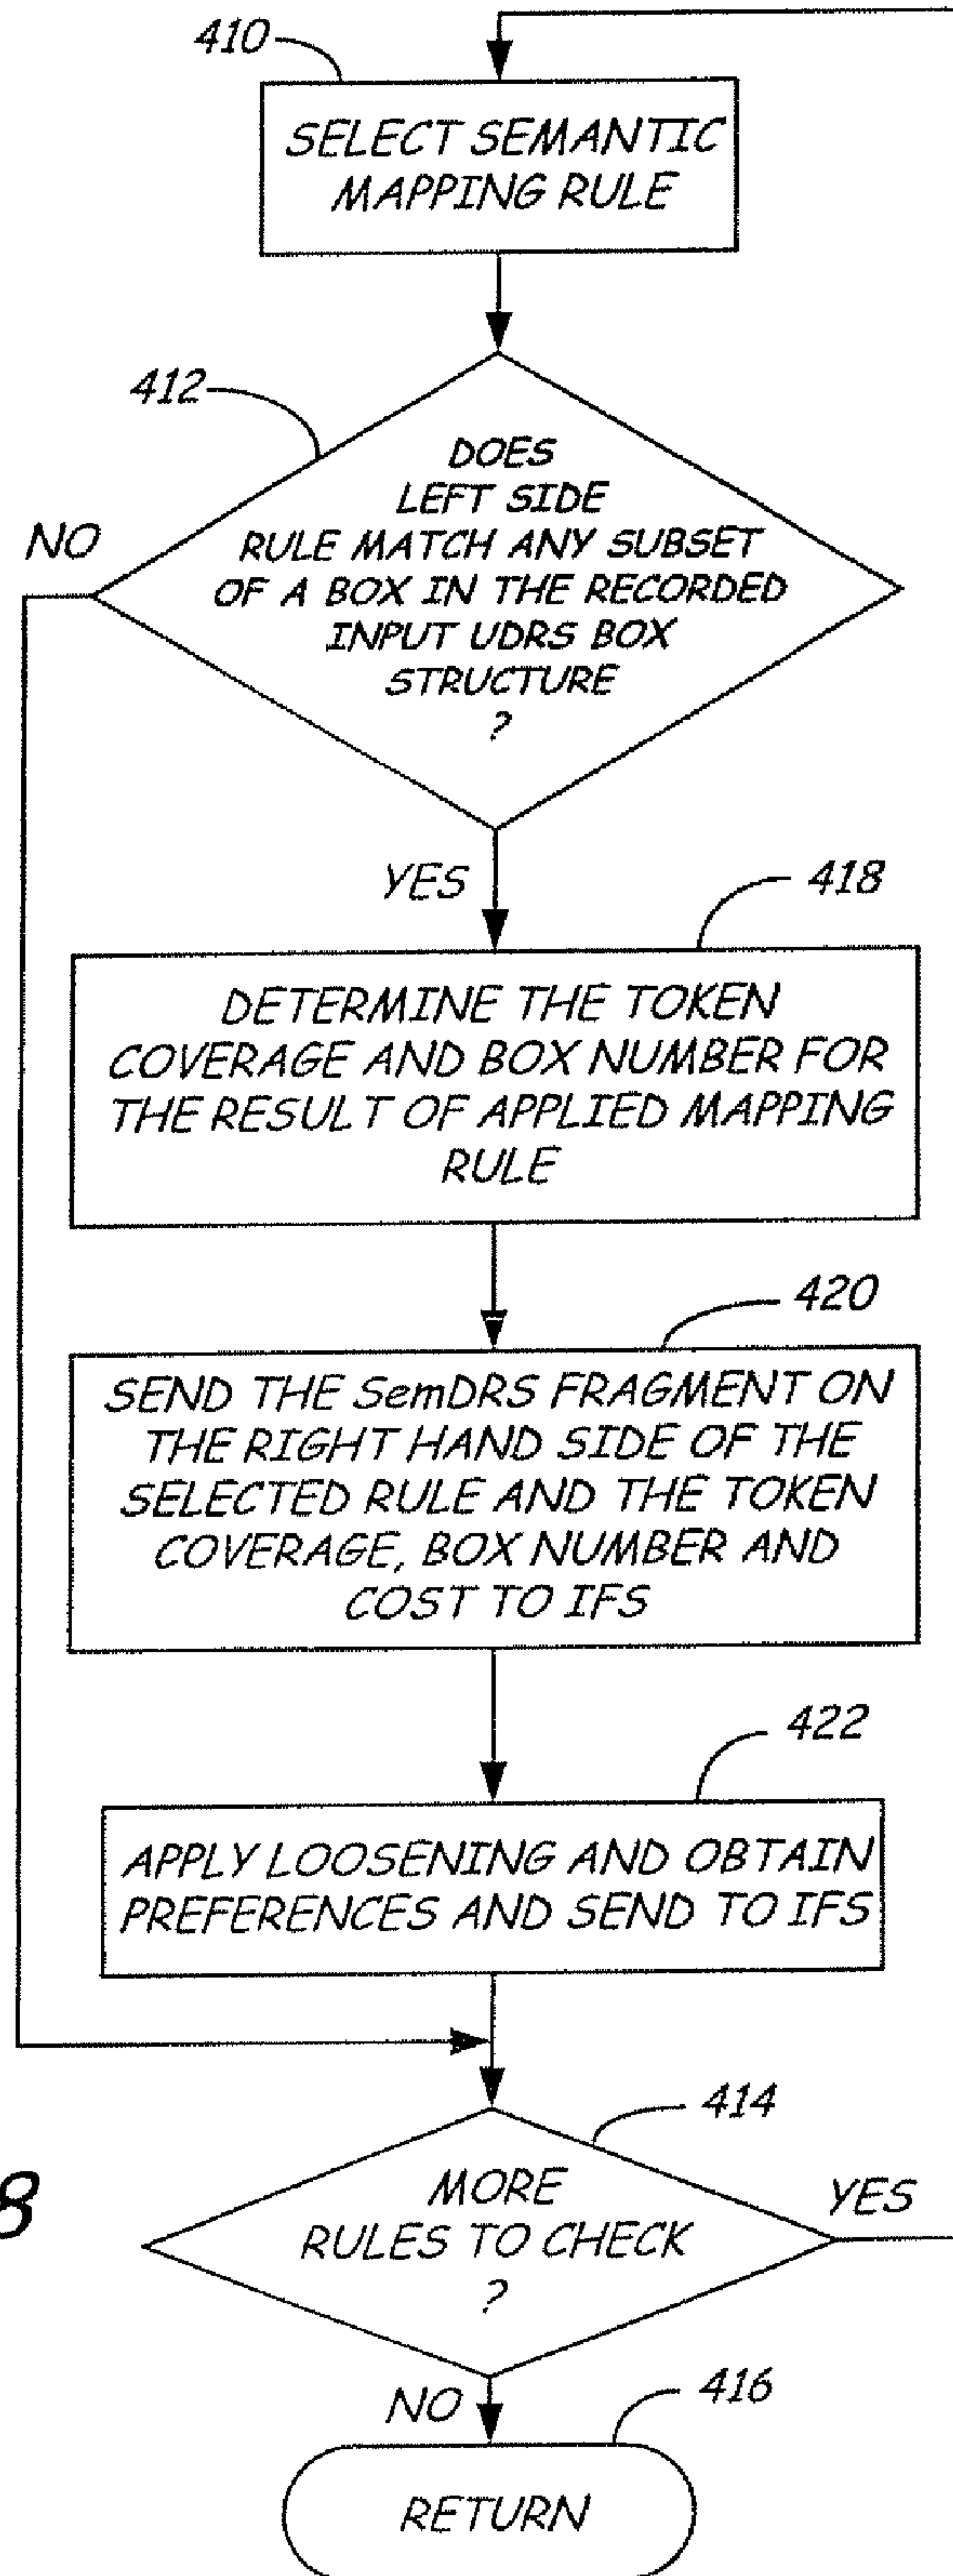 410
SELECT SEMANTIC
MAPPING RULE
412
DOES
LEFT SIDE
RULE MATCH ANY SUBSET
OF A BOX IN THE RECORDED
INPUT UDRS BOX
STRUCTURE
?
NO
YES
418
DETERMINE THE TOKEN
COVERAGE AND BOX NUMBER FOR
THE RESULT OF APPLIED MAPPING
RULE
420
SEND THE SemDRS FRAGMENT ON
THE RIGHT HAND SIDE OF THE
SELECTED RULE AND THE TOKEN
COVERAGE, BOX NUMBER AND
COST TO IFS
422
APPLY LOOSENING AND OBTAIN
PREFERENCES AND SEND TO IFS
414
MORE
RULES TO CHECK
?
YES
8
NO
416
RETURN